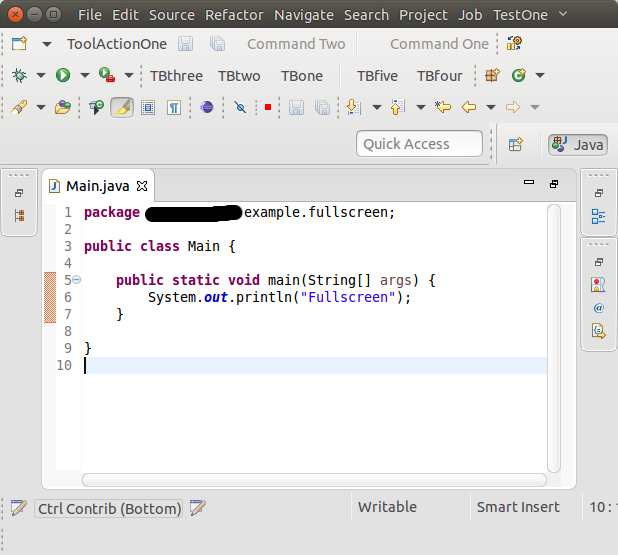 File Edit Source Refactor Navigate Search Project Job TestOne
ToolActionOne Command Two Command One
TBthree TBtwo TBone TBfive TBfour
Quick Access Java
Main.java
1 package example.fullscreen;
2
3 public class Main {
4
5 public static void main(String[] args) {
6 System.out.println("Fullscreen");
7 }
8
9 }
10
Ctrl Contrib (Bottom) Writable Smart Insert 10 :